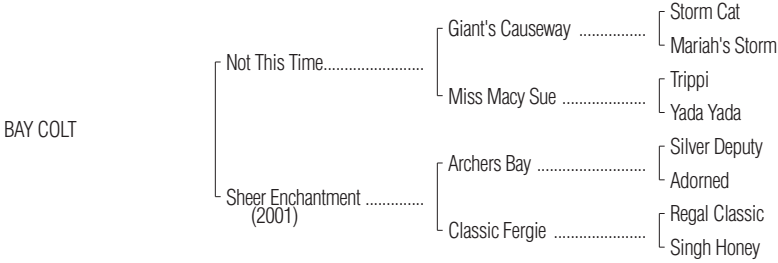 Storm Cat
Giant's Causeway ................
Mariah's Storm
Not This Time.......................
Trippi
Miss Macy Sue ....................
Yada Yada
BAY COLT
Silver Deputy
Archers Bay ..........................
Adorned
Sheer Enchantment ..............
(2001)
Regal Classic
Classic Fergie ......................
Singh Honey